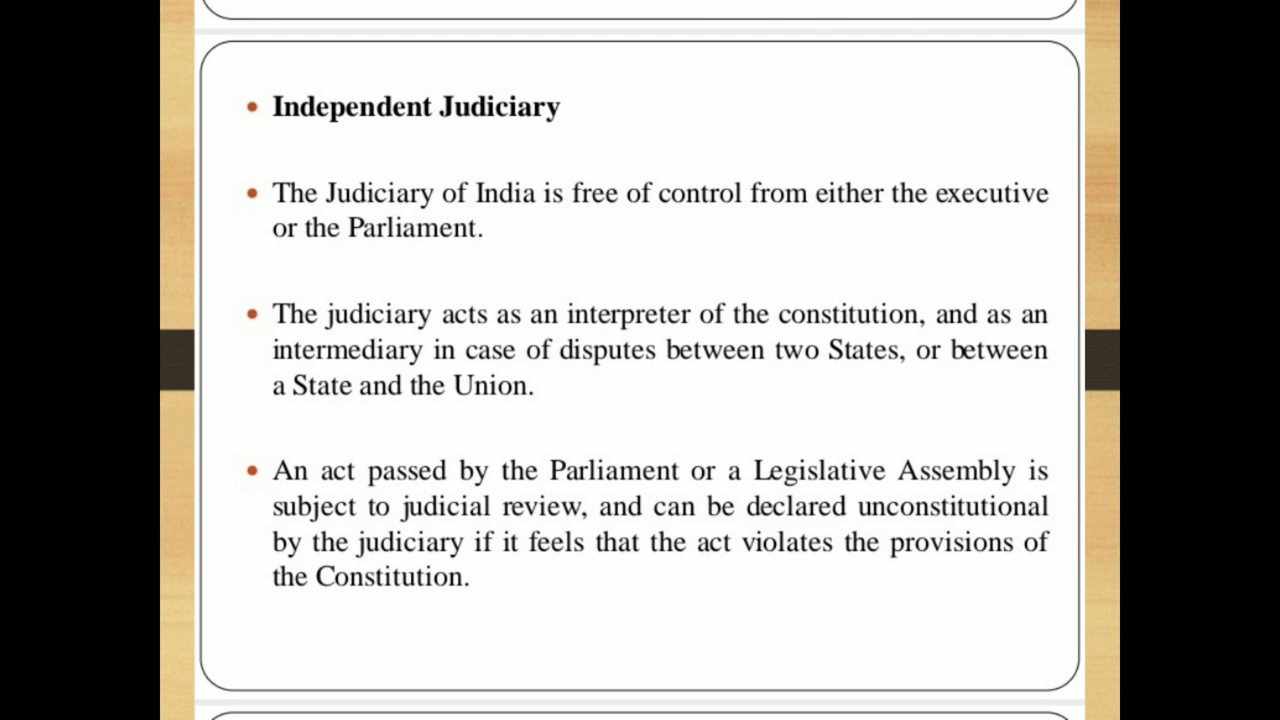 • Independent Judiciary
• The Judiciary of India is free of control from either the executive
or the Parliament.
• The judiciary acts as an interpreter of the constitution, and as an
intermediary in case of disputes between two States, or between
a State and the Union.
• An act passed by the Parliament or a Legislative Assembly is
subject to judicial review, and can be declared unconstitutional
by the judiciary if it feels that the act violates the provisions of
the Constitution.